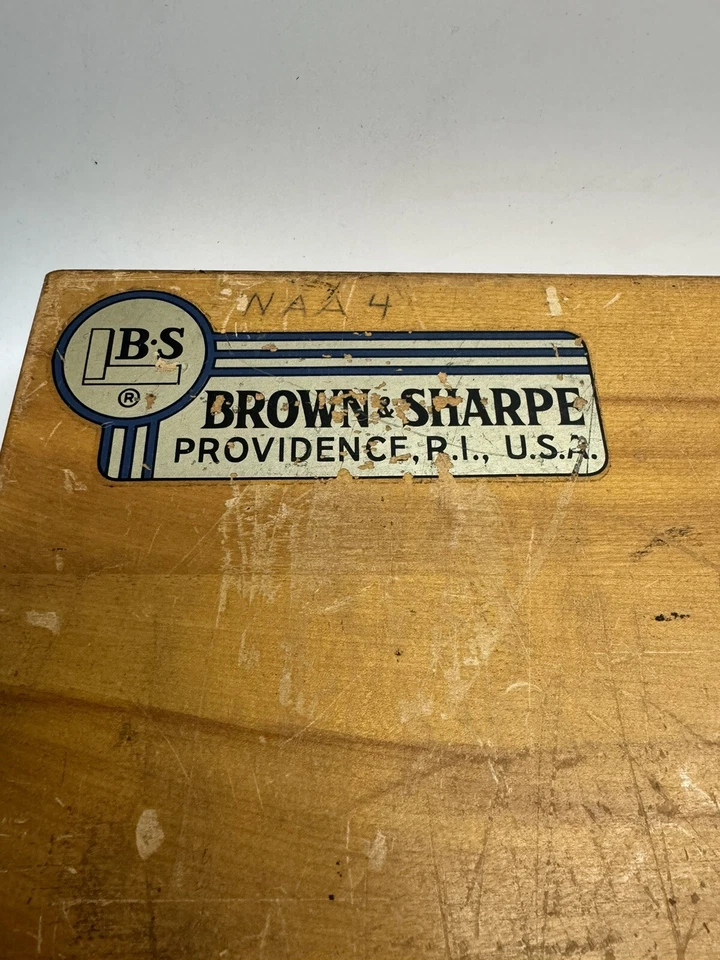 NAA 4
B·S
®
BROWN & SHARPE
PROVIDENCE, R.I., U.S.A.